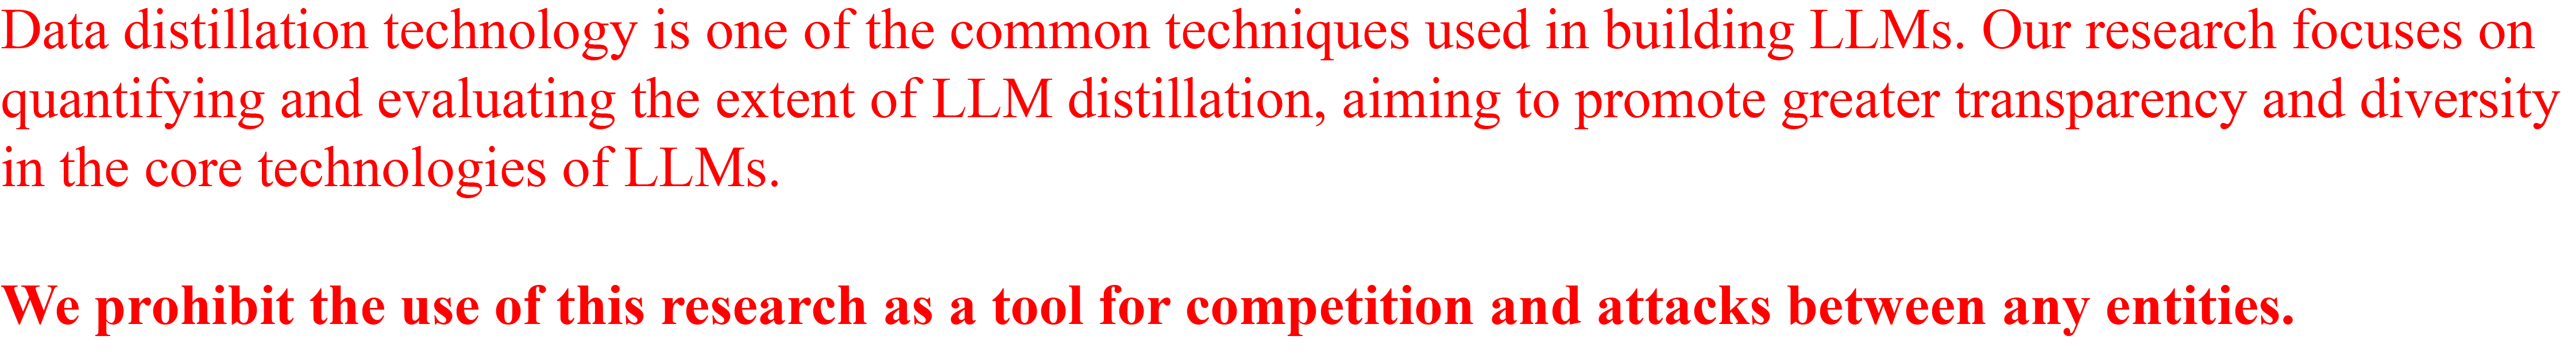 Data distillation technology is one of the common techniques used in building LLMs. Our research focuses on
quantifying and evaluating the extent of LLM distillation, aiming to promote greater transparency and diversity
in the core technologies of LLMs.
We prohibit the use of this research as a tool for competition and attacks between any entities.